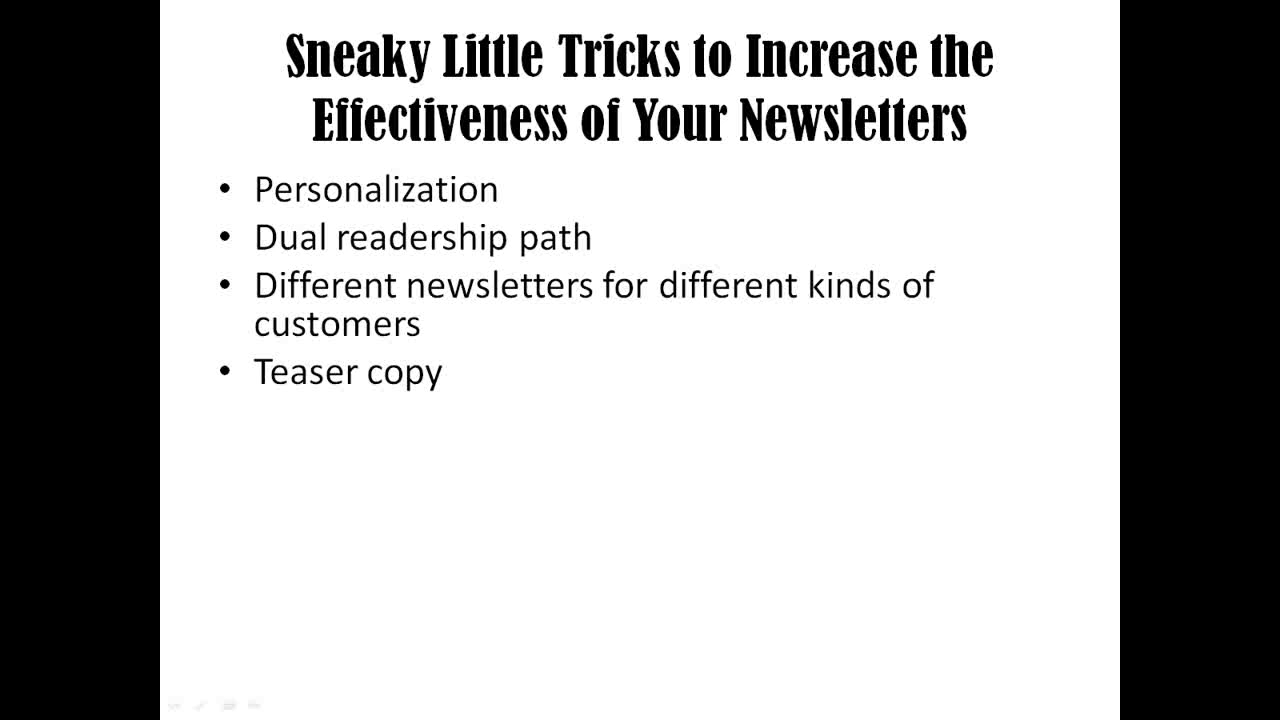 Sneaky Little Tricks to Increase the
Effectiveness of Your Newsletters
• Personalization
• Dual readership path
• Different newsletters for different kinds of
customers
• Teaser copy